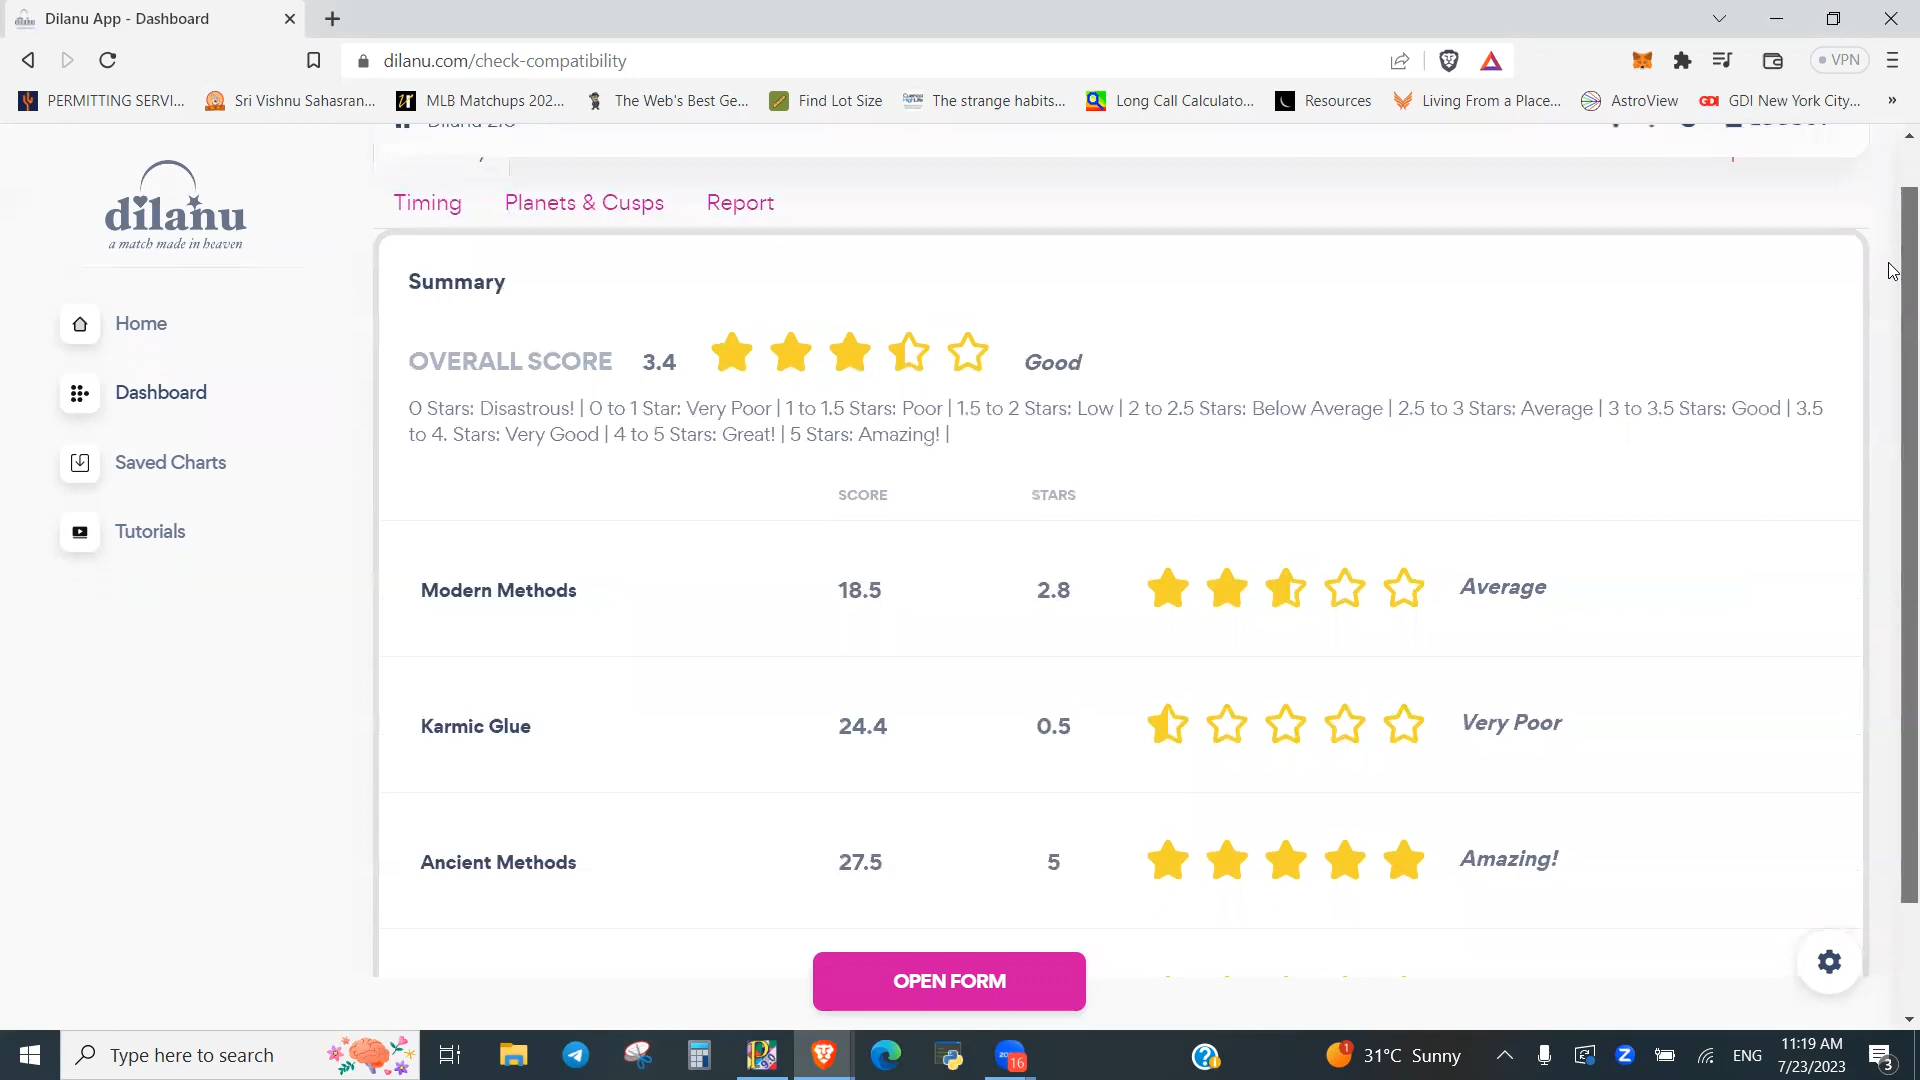 Dilanu App - Dashboard
dilanu.com/check-compatibility
VPN
PERMITTING SERVI...
Sri Vishnu Sahasran...
MLB Matchups 202...
The Web's Best Ge...
Find Lot Size
The strange habits...
Long Call Calculato...
Resources
Living From a Place...
AstroView
GDI New York City...
dilanu
a match made in heaven
Home
Dashboard
Saved Charts
Tutorials
Timing
Planets & Cusps
Report
Summary
OVERALL SCORE 3.4 Good
0 Stars: Disastrous! | 0 to 1 Star: Very Poor | 1 to 1.5 Stars: Poor | 1.5 to 2 Stars: Low | 2 to 2.5 Stars: Below Average | 2.5 to 3 Stars: Average | 3 to 3.5 Stars: Good | 3.5
to 4. Stars: Very Good | 4 to 5 Stars: Great! | 5 Stars: Amazing! |
SCORE STARS
Modern Methods 18.5 2.8 Average
Karmic Glue 24.4 0.5 Very Poor
Ancient Methods 27.5 5 Amazing!
OPEN FORM
Type here to search
16
1
31°C Sunny
ENG
11:19 AM
7/23/2023
3